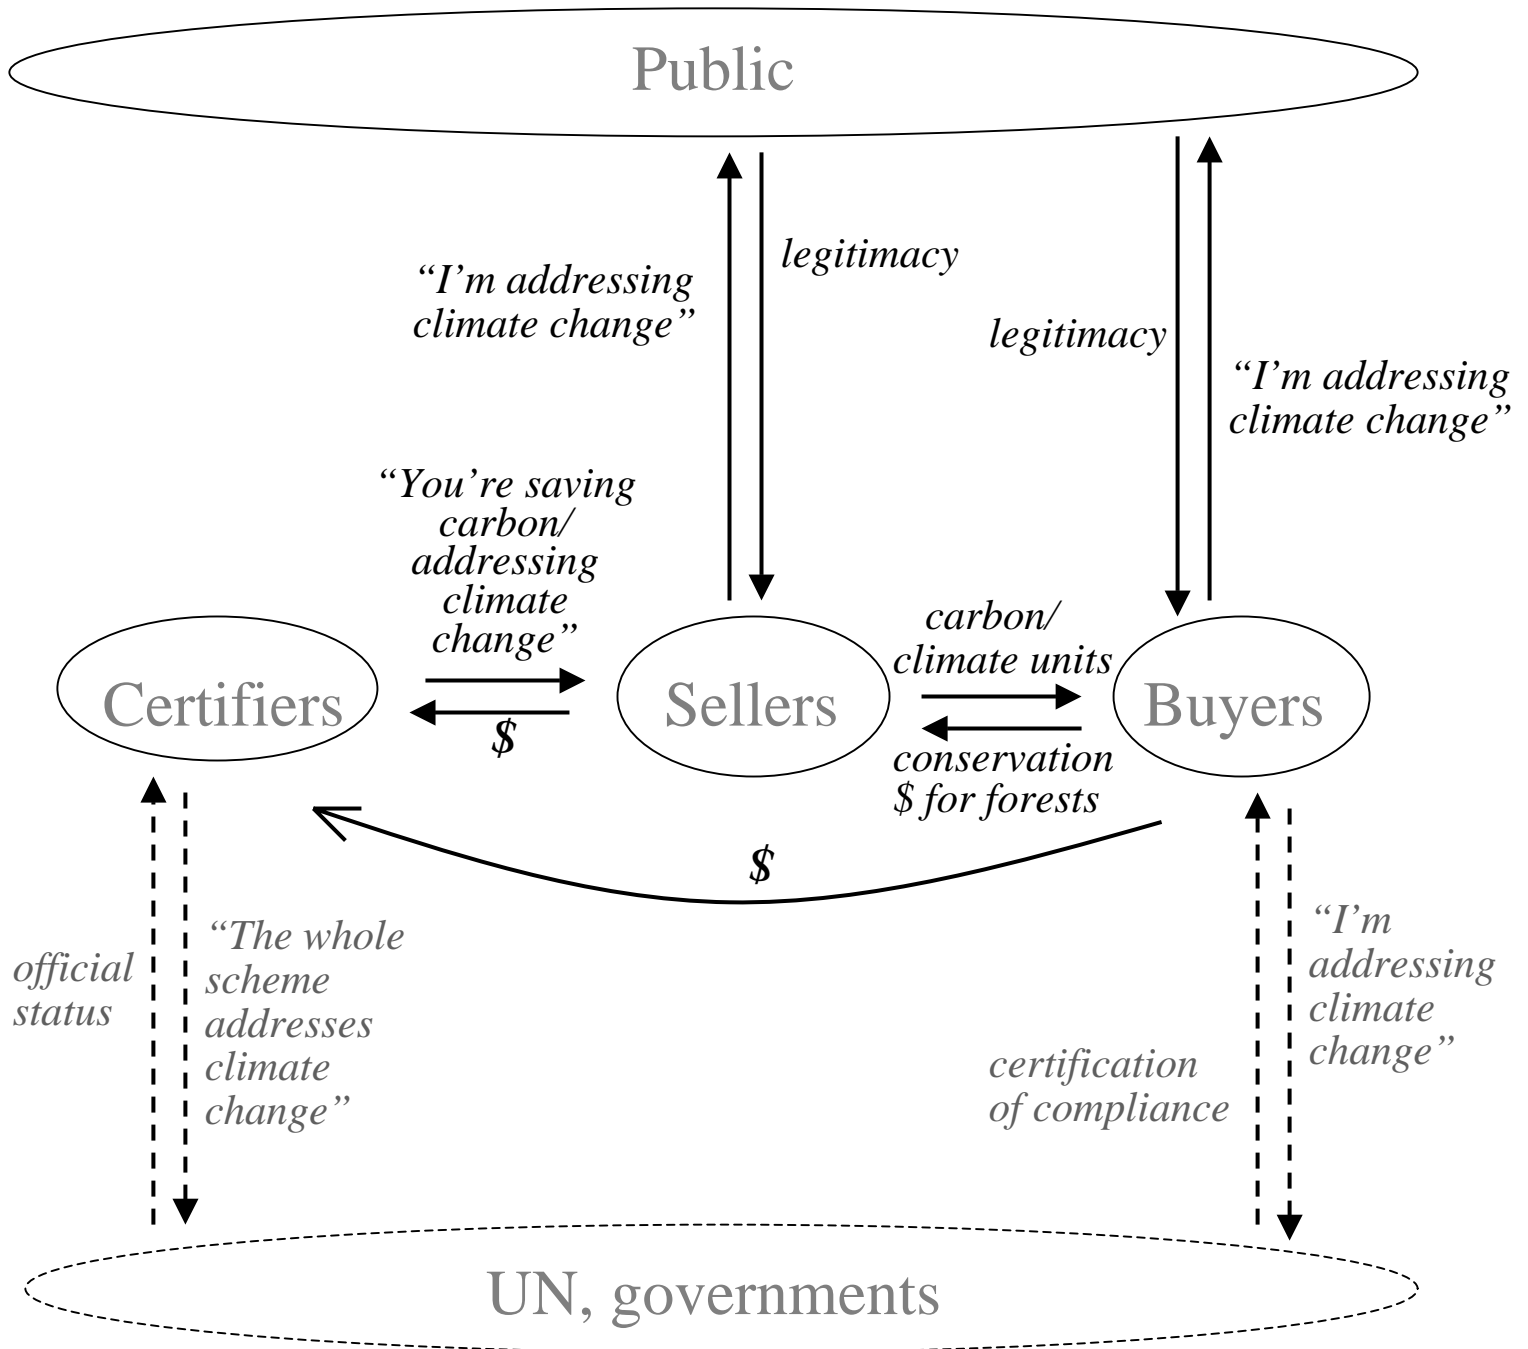 Public
legitimacy
“I’m addressing
climate change”
legitimacy
“I’m addressing
climate change”
“You’re saving
carbon/
addressing
climate
change”
carbon/
climate units
Certifiers
Sellers
Buyers
$
conservation
$ for forests
$
official
status
“The whole
scheme
addresses
climate
change”
“I’m
addressing
climate
change”
certification
of compliance
UN, governments